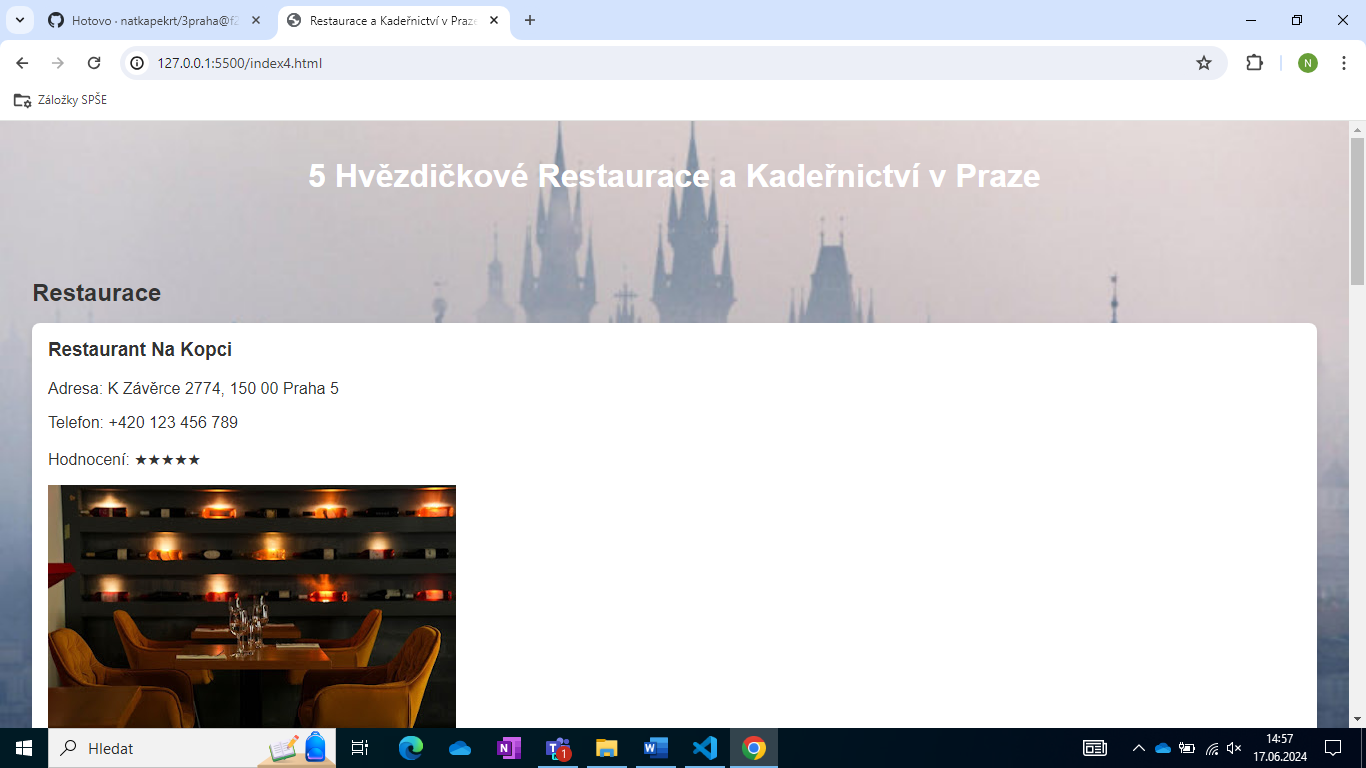 Hotovo · natkapekrt/3praha@f2
Restaurace a Kadeřnictví v Praze
127.0.0.1:5500/index4.html
N
Záložky SPŠE
5 Hvězdičkové Restaurace a Kadeřnictví v Praze
Restaurace
Restaurant Na Kopci
Adresa: K Závěrce 2774, 150 00 Praha 5
Telefon: +420 123 456 789
Hodnocení: ★★★★★
Hledat
1
14:57
17.06.2024